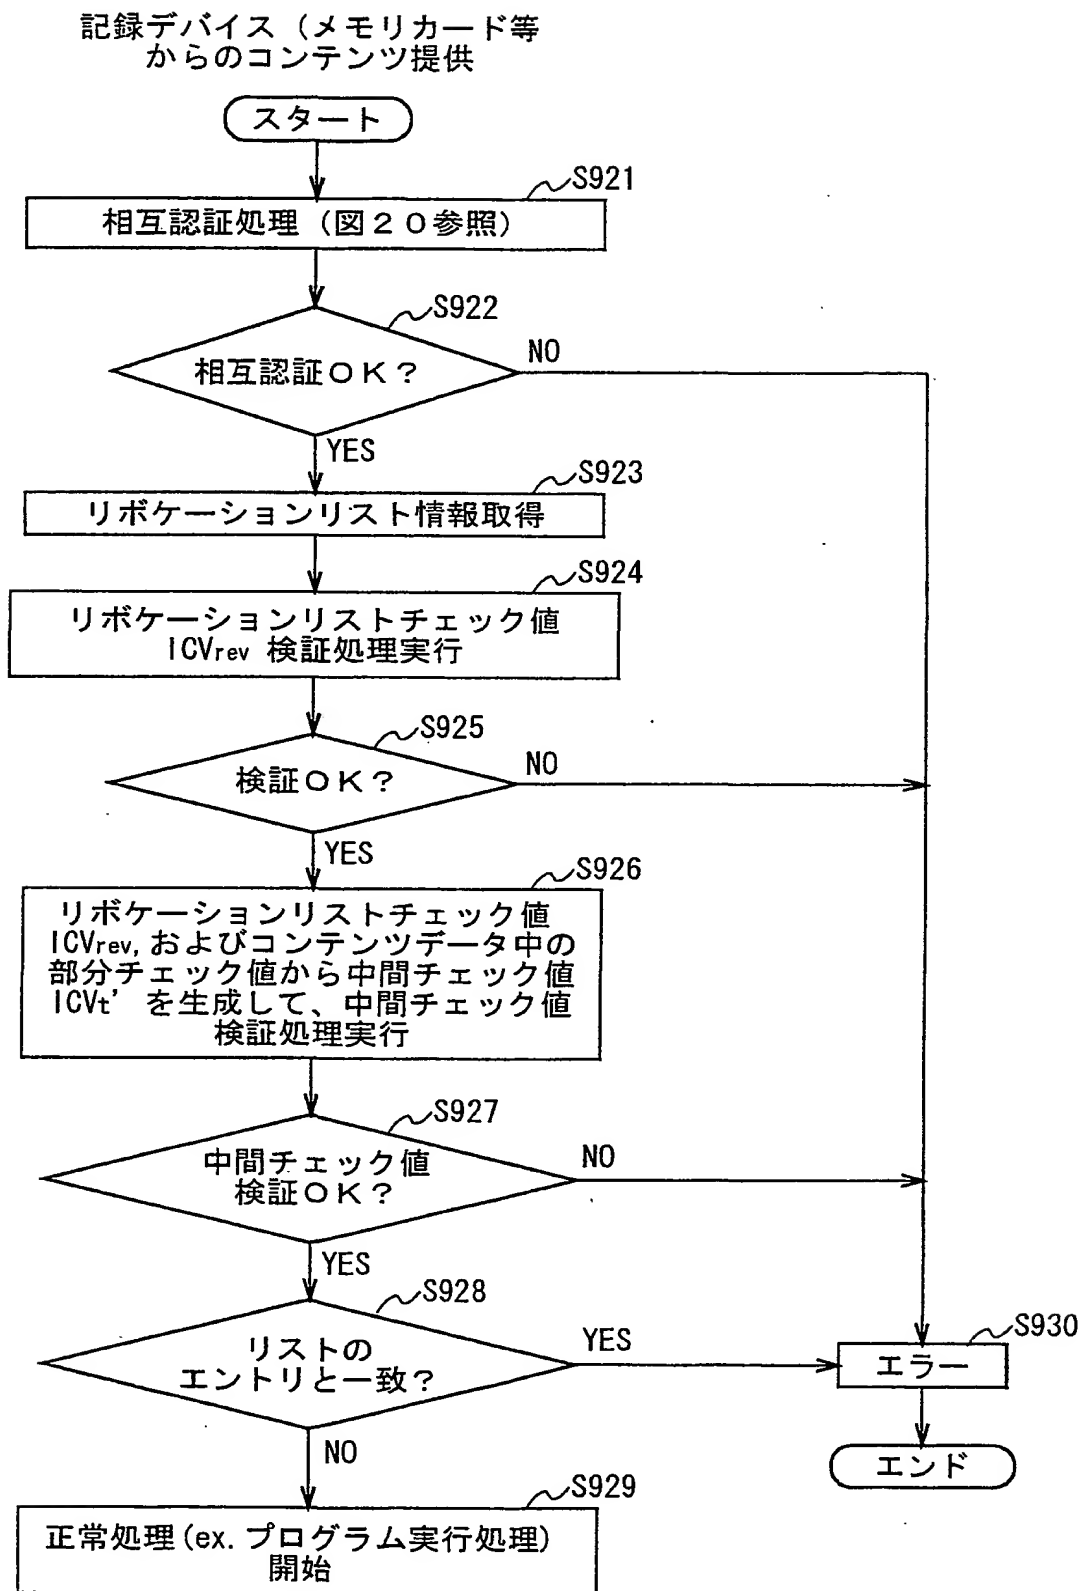 記録デバイス（メモリカード等
からのコンテンツ提供
スタート
S921
相互認証処理（図２０参照）
S922
相互認証ＯＫ？
NO
YES
S923
リボケーションリスト情報取得
S924
リボケーションリストチェック値
ICVrev 検証処理実行
S925
検証ＯＫ？
NO
YES
S926
リボケーションリストチェック値
ICVrev, およびコンテンツデータ中の
部分チェック値から中間チェック値
ICVt’ を生成して、中間チェック値
検証処理実行
S927
中間チェック値
検証ＯＫ？
NO
YES
S928
リストの
エントリと一致？
YES
S930
エラー
エンド
NO
S929
正常処理(ex. プログラム実行処理)
開始